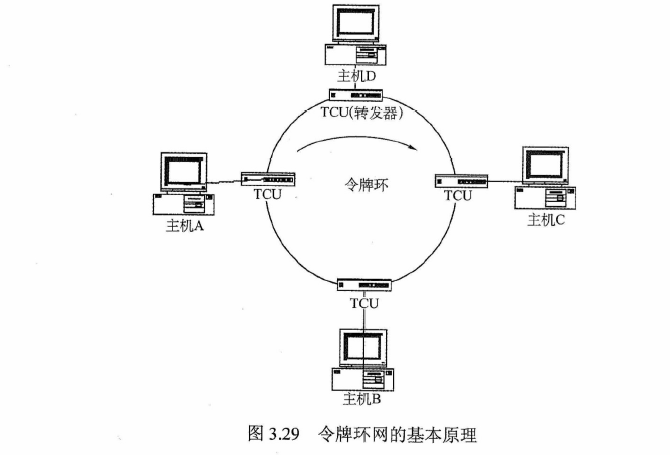 主机D
TCU(转发器)
令牌环
TCU
主机A
TCU
主机C
TCU
主机B
图 3.29 令牌环网的基本原理